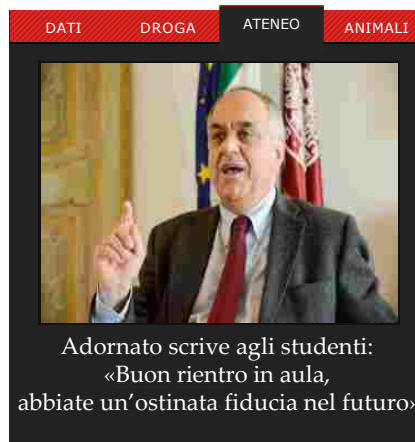 DATI DROGA ATENEO ANIMALI
Adornato scrive agli studenti:
«Buon rientro in aula,
abbiate un'ostinata fiducia nel futuro»